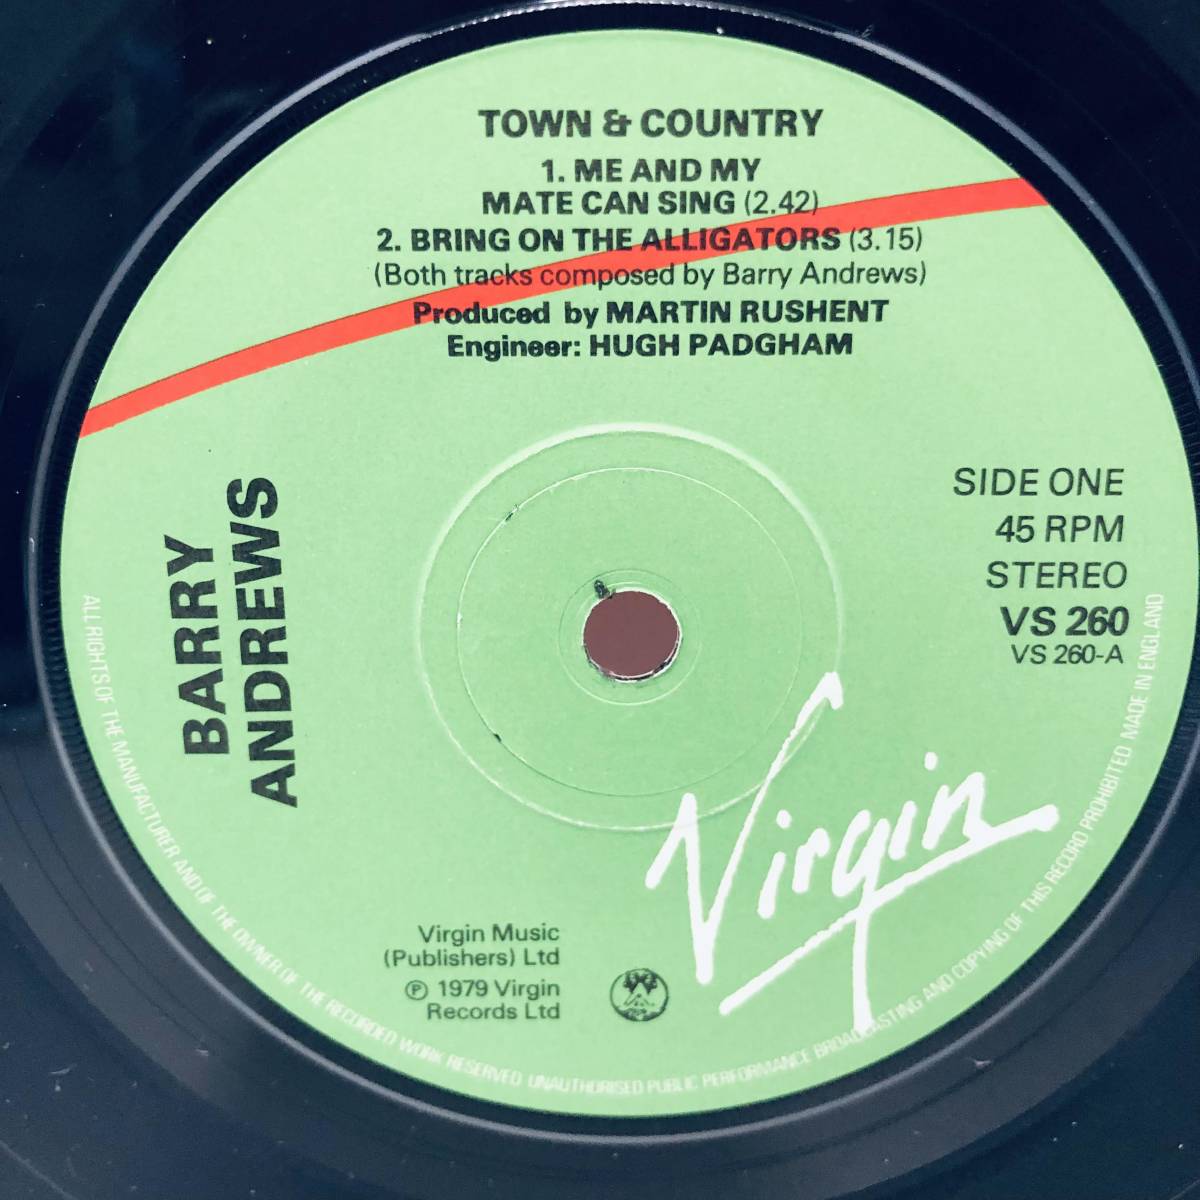 TOWN & COUNTRY
1. ME AND MY
MATE CAN SING (2.42)
2. BRING ON THE ALLIGATORS (3.15)
(Both tracks composed by Barry Andrews)
Produced by MARTIN RUSHENT
Engineer: HUGH PADGHAM
BARRY
ANDREWS
SIDE ONE
45 RPM
STEREO
VS 260
VS 260-A
Virgin
Virgin Music
(Publishers) Ltd
℗ 1979 Virgin
Records Ltd
ALL RIGHTS OF THE MANUFACTURER AND OF THE OWNER OF THE RECORDED WORK RESERVED UNAUTHORISED PUBLIC PERFORMANCE BROADCASTING AND COPYING OF THIS RECORD PROHIBITED MADE IN ENGLAND